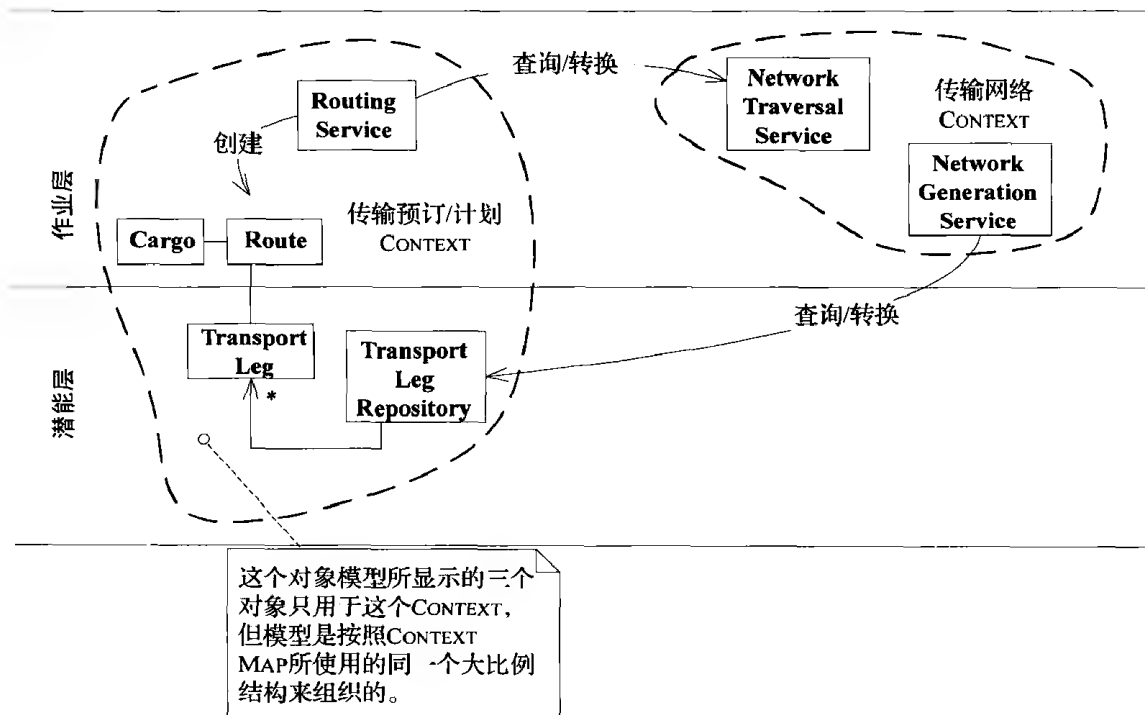 查询/转换
Routing
Service
Network
Traversal
Service
传输网络
CONTEXT
创建
Network
Generation
Service
作业层
传输预订/计划
CONTEXT
Cargo
Route
查询/转换
Transport
Leg
*
Transport
Leg
Repository
潜能层
这个对象模型所显示的三个
对象只用于这个CONTEXT，
但模型是按照CONTEXT
MAP所使用的同一个大比例
结构来组织的。